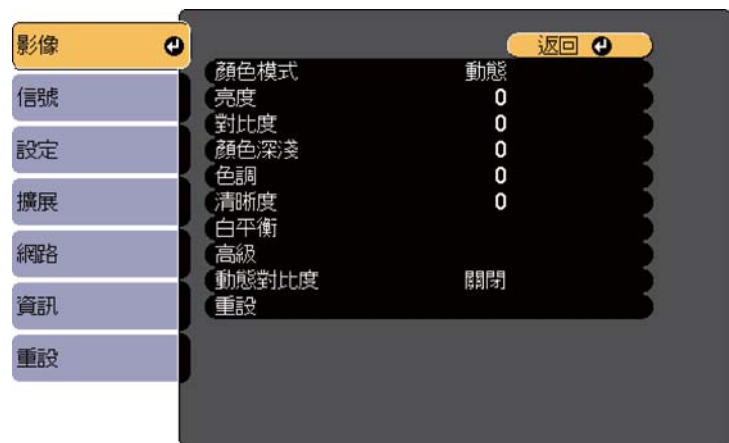 影像
信號
設定
擴展
網路
資訊
重設
返回
顏色模式 動態
亮度 0
對比度 0
顏色深淺 0
色調 0
清晰度 0
白平衡
高級
動態對比度 關閉
重設